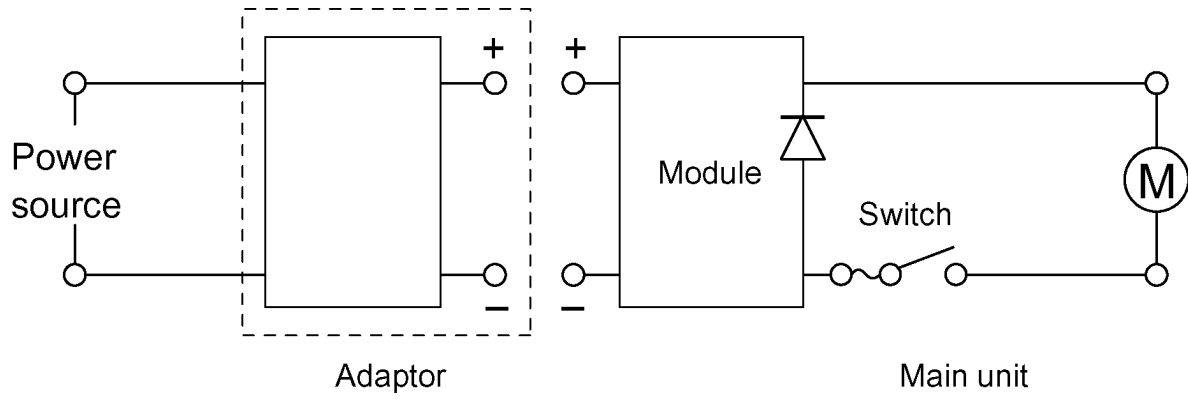 +
+
Power
source
Module
M
Switch
−
−
Adaptor
Main unit